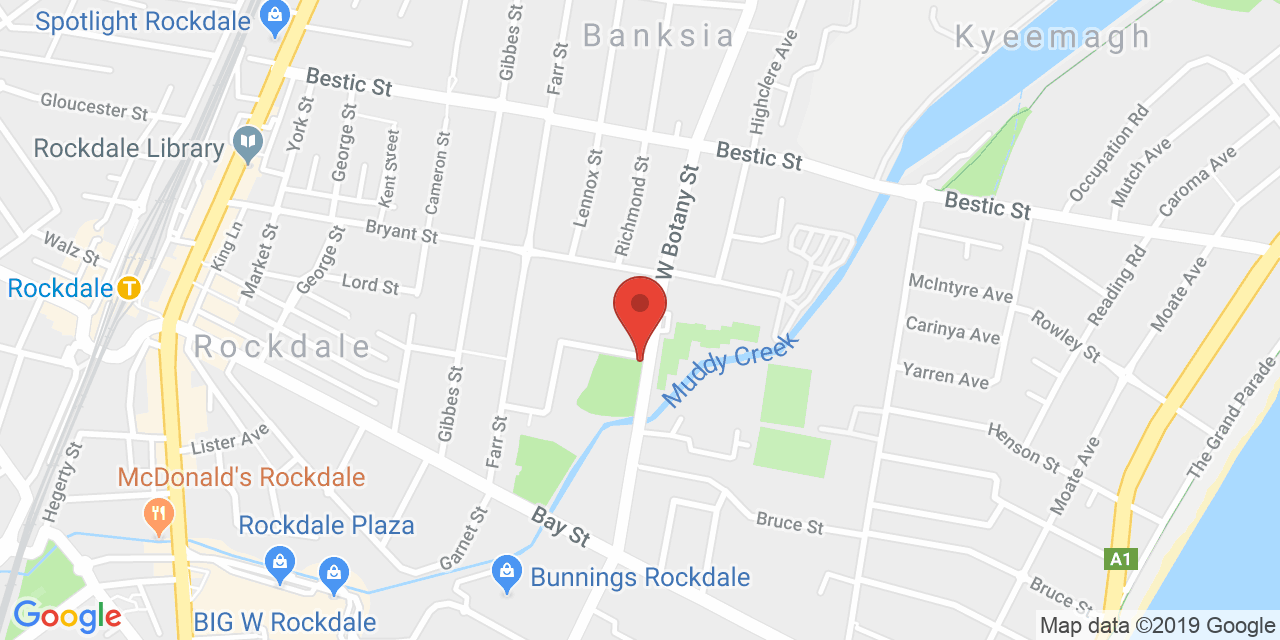 Spotlight Rockdale
Banksia
Kyeemagh
Gibbes St
Farr St
Highclere Ave
Bestic St
Gloucester St
York St
George St
Kent Street
Cameron St
Rockdale Library
Lennox St
Richmond St
W Botany St
Bestic St
Occupation Rd
Mutch Ave
Caroma Ave
Bestic St
King Ln
Market St
George St
Bryant St
Walz St
Lord St
Rockdale
T
McIntyre Ave
Reading Rd
Moate Ave
Rockdale
Carinya Ave
Rowley St
Muddy Creek
Yarren Ave
The Grand Parade
Gibbes St
Farr St
Lister Ave
Henson St
Moate Ave
Hegerty St
McDonald's Rockdale
Rockdale Plaza
Garnet St
Bay St
Bruce St
A1
Bunnings Rockdale
Bruce St
BIG W Rockdale
Google
Map data ©2019 Google